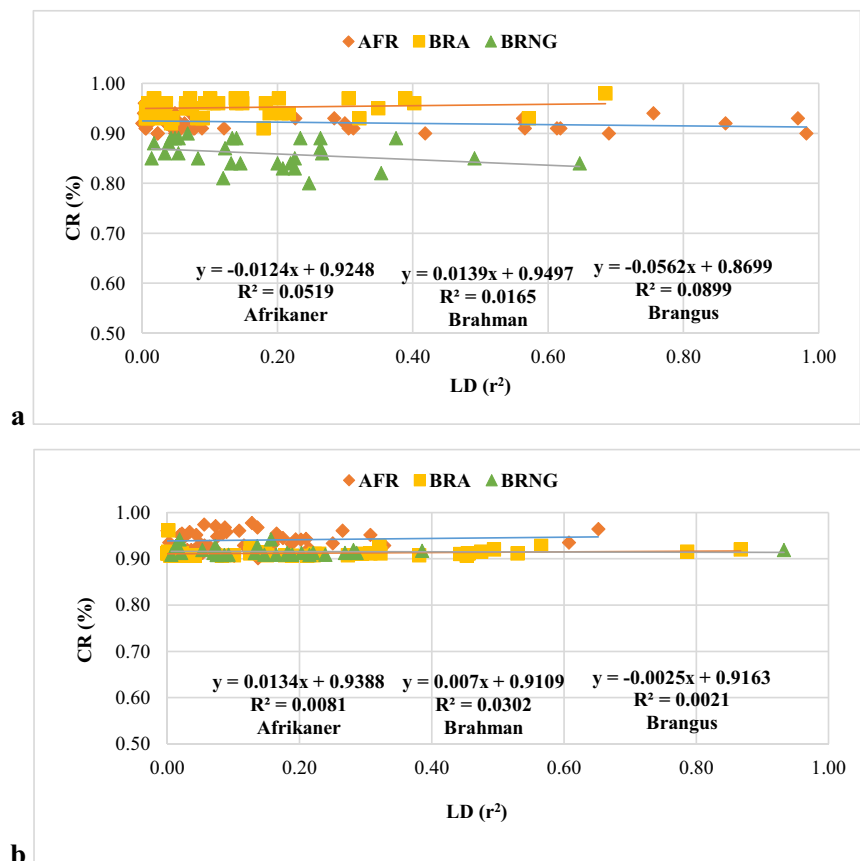 AFR BRA BRNG
1.00
0.90
0.80
0.70
0.60
0.50
CR (%)
y = -0.0124x + 0.9248
R² = 0.0519
Afrikaner
y = 0.0139x + 0.9497
R² = 0.0165
Brahman
y = -0.0562x + 0.8699
R² = 0.0899
Brangus
0.00 0.20 0.40 0.60 0.80 1.00
LD (r²)
a
AFR BRA BRNG
1.00
0.90
0.80
0.70
0.60
0.50
CR (%)
y = 0.0134x + 0.9388
R² = 0.0081
Afrikaner
y = 0.007x + 0.9109
R² = 0.0302
Brahman
y = -0.0025x + 0.9163
R² = 0.0021
Brangus
0.00 0.20 0.40 0.60 0.80 1.00
LD (r²)
b